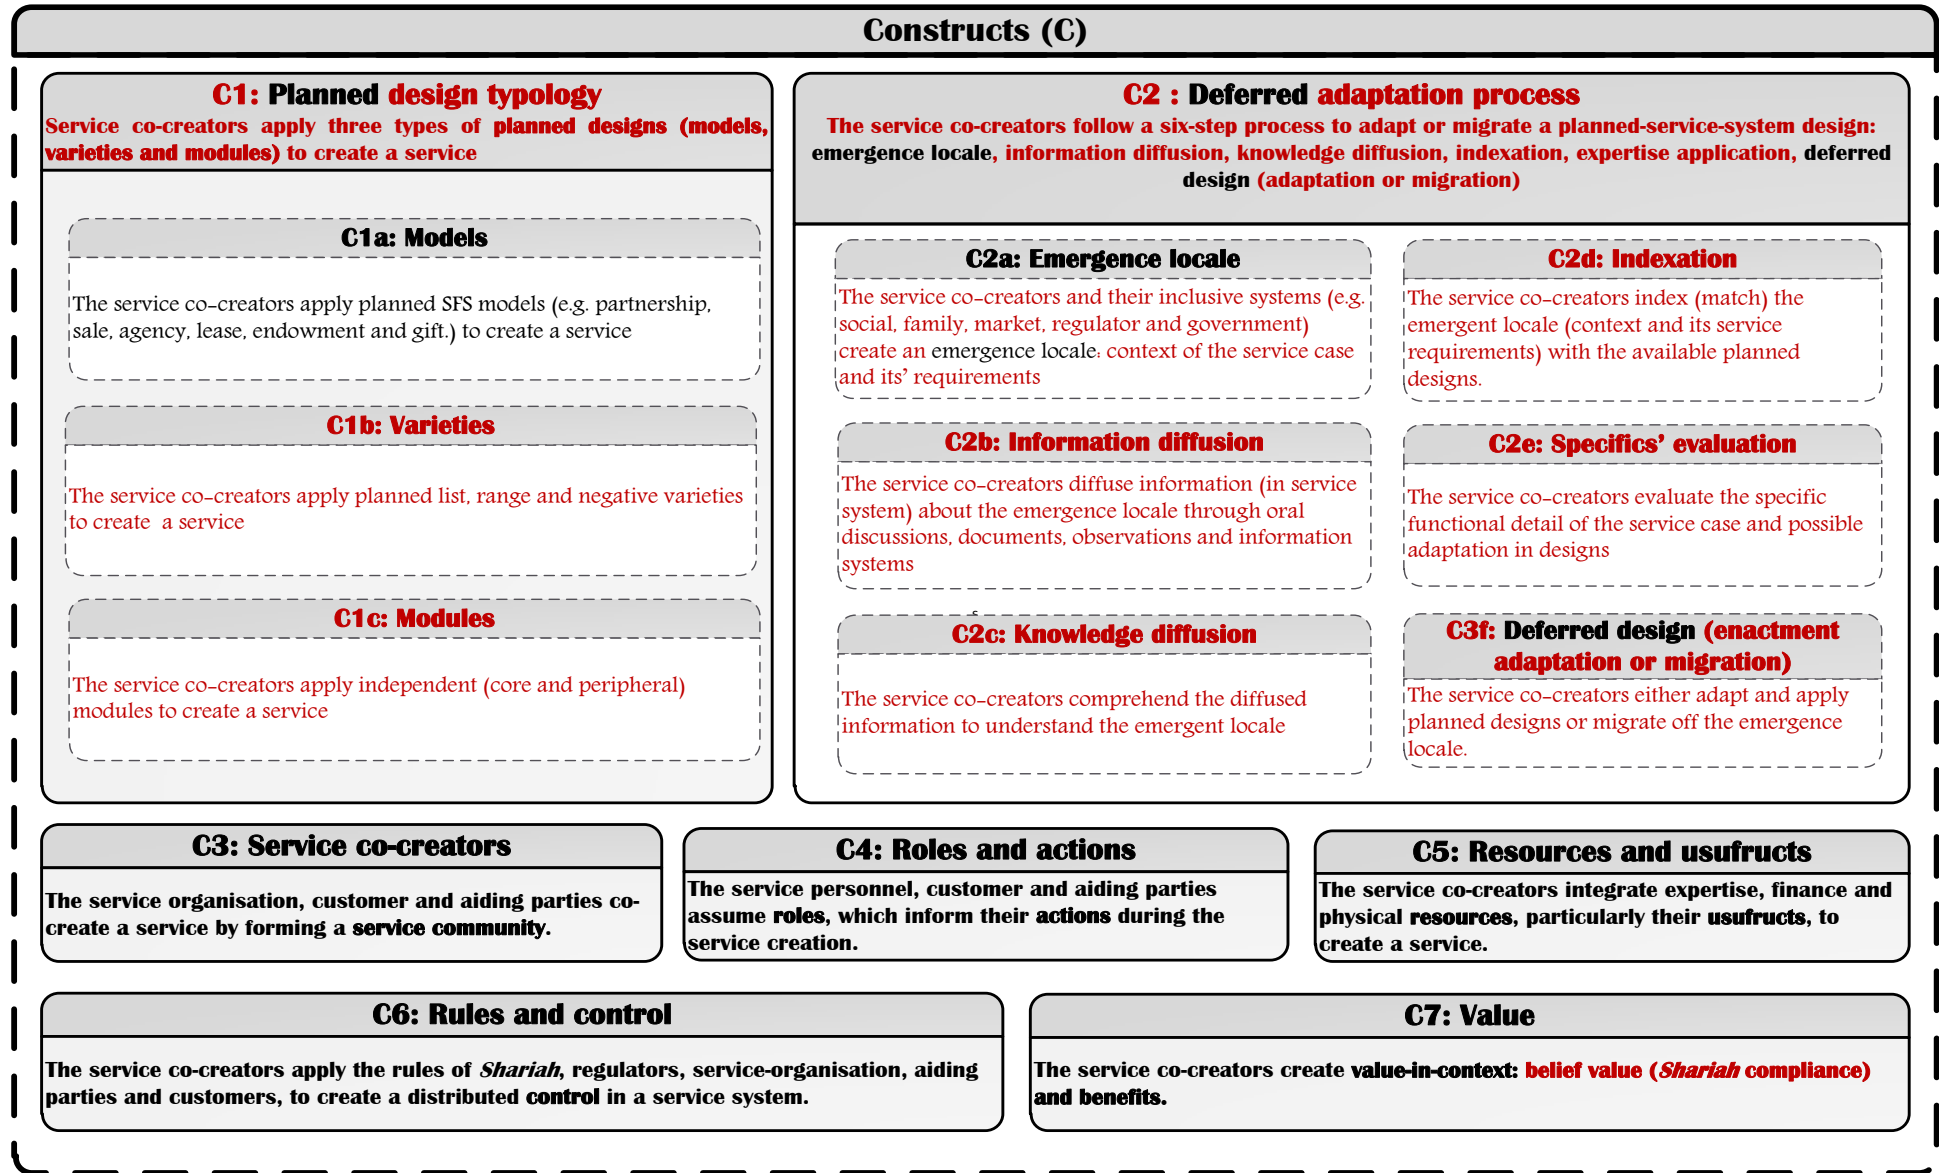 Constructs (C)
C1: Planned design typology
Service co-creators apply three types of planned designs (models,
varieties and modules) to create a service
C1a: Models
The service co-creators apply planned SFS models (e.g. partnership,
sale, agency, lease, endowment and gift.) to create a service
C1b: Varieties
The service co-creators apply planned list, range and negative varieties
to create a service
C1c: Modules
The service co-creators apply independent (core and peripheral)
modules to create a service
C2 : Deferred adaptation process
The service co-creators follow a six-step process to adapt or migrate a planned-service-system design:
emergence locale, information diffusion, knowledge diffusion, indexation, expertise application, deferred
design (adaptation or migration)
C2a: Emergence locale
The service co-creators and their inclusive systems (e.g.
social, family, market, regulator and government)
create an emergence locale: context of the service case
and its' requirements
C2b: Information diffusion
The service co-creators diffuse information (in service
system) about the emergence locale through oral
discussions, documents, observations and information
systems
s
C2c: Knowledge diffusion
The service co-creators comprehend the diffused
information to understand the emergent locale
C2d: Indexation
The service co-creators index (match) the
emergent locale (context and its service
requirements) with the available planned
designs.
C2e: Specifics' evaluation
The service co-creators evaluate the specific
functional detail of the service case and possible
adaptation in designs
C3f: Deferred design (enactment
adaptation or migration)
The service co-creators either adapt and apply
planned designs or migrate off the emergence
locale.
C3: Service co-creators
The service organisation, customer and aiding parties co-
create a service by forming a service community.
C4: Roles and actions
The service personnel, customer and aiding parties
assume roles, which inform their actions during the
service creation.
C5: Resources and usufructs
The service co-creators integrate expertise, finance and
physical resources, particularly their usufructs, to
create a service.
C6: Rules and control
The service co-creators apply the rules of Shariah, regulators, service-organisation, aiding
parties and customers, to create a distributed control in a service system.
C7: Value
The service co-creators create value-in-context: belief value (Shariah compliance)
and benefits.